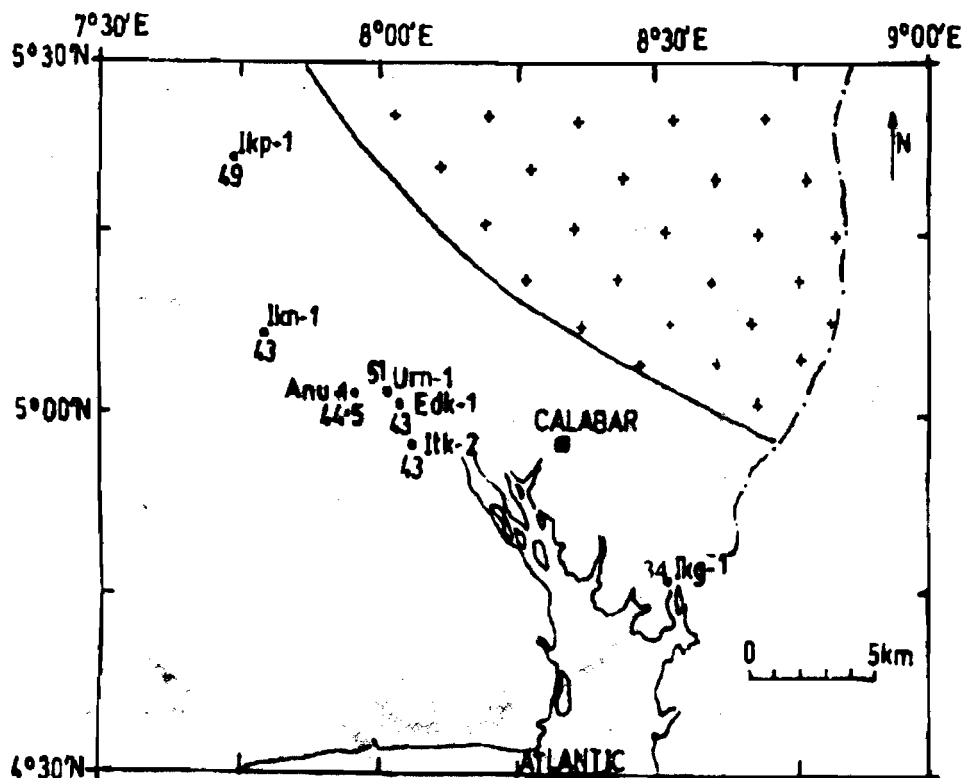 7°30'E 8°00'E 8°30'E 9°00'E
5°30'N
N
Ikp-1
49
Ikn-1
43
51 Urn-1
44·5
Edk-1
43
5°00'N
CALABAR
Itk-2
43
34 Ikg-1
0 5km
4°30'N
ATLANTIC